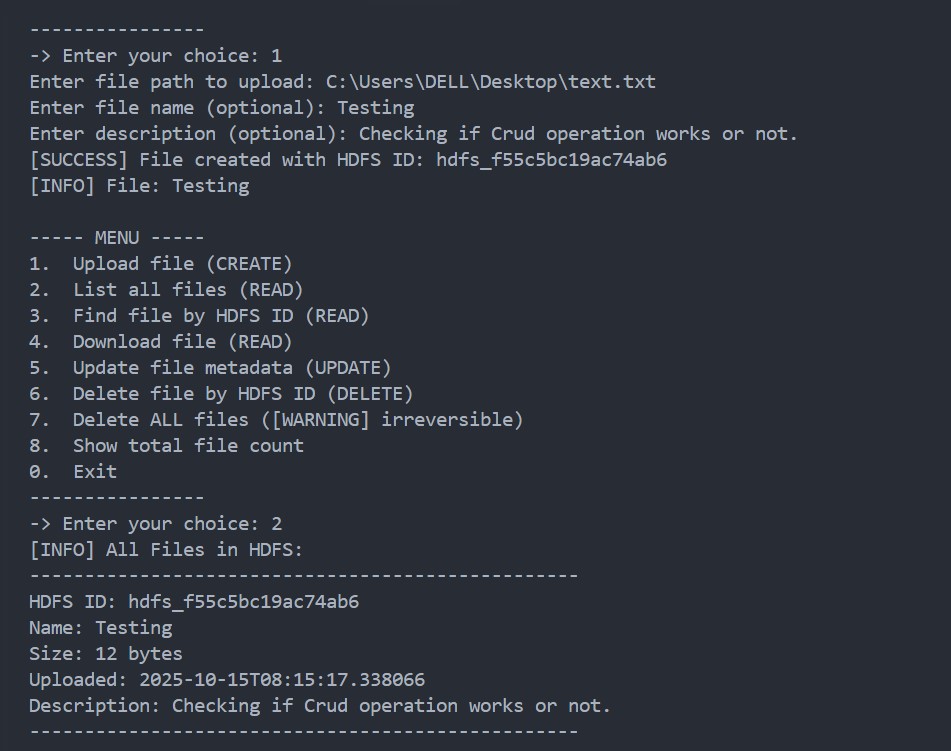 ----------------
-> Enter your choice: 1
Enter file path to upload: C:\Users\DELL\Desktop\text.txt
Enter file name (optional): Testing
Enter description (optional): Checking if Crud operation works or not.
[SUCCESS] File created with HDFS ID: hdfs_f55c5bc19ac74ab6
[INFO] File: Testing

----- MENU -----
1.  Upload file (CREATE)
2.  List all files (READ)
3.  Find file by HDFS ID (READ)
4.  Download file (READ)
5.  Update file metadata (UPDATE)
6.  Delete file by HDFS ID (DELETE)
7.  Delete ALL files ([WARNING] irreversible)
8.  Show total file count
0.  Exit
----------------
-> Enter your choice: 2
[INFO] All Files in HDFS:
--------------------------------------------------
HDFS ID: hdfs_f55c5bc19ac74ab6
Name: Testing
Size: 12 bytes
Uploaded: 2025-10-15T08:15:17.338066
Description: Checking if Crud operation works or not.
--------------------------------------------------